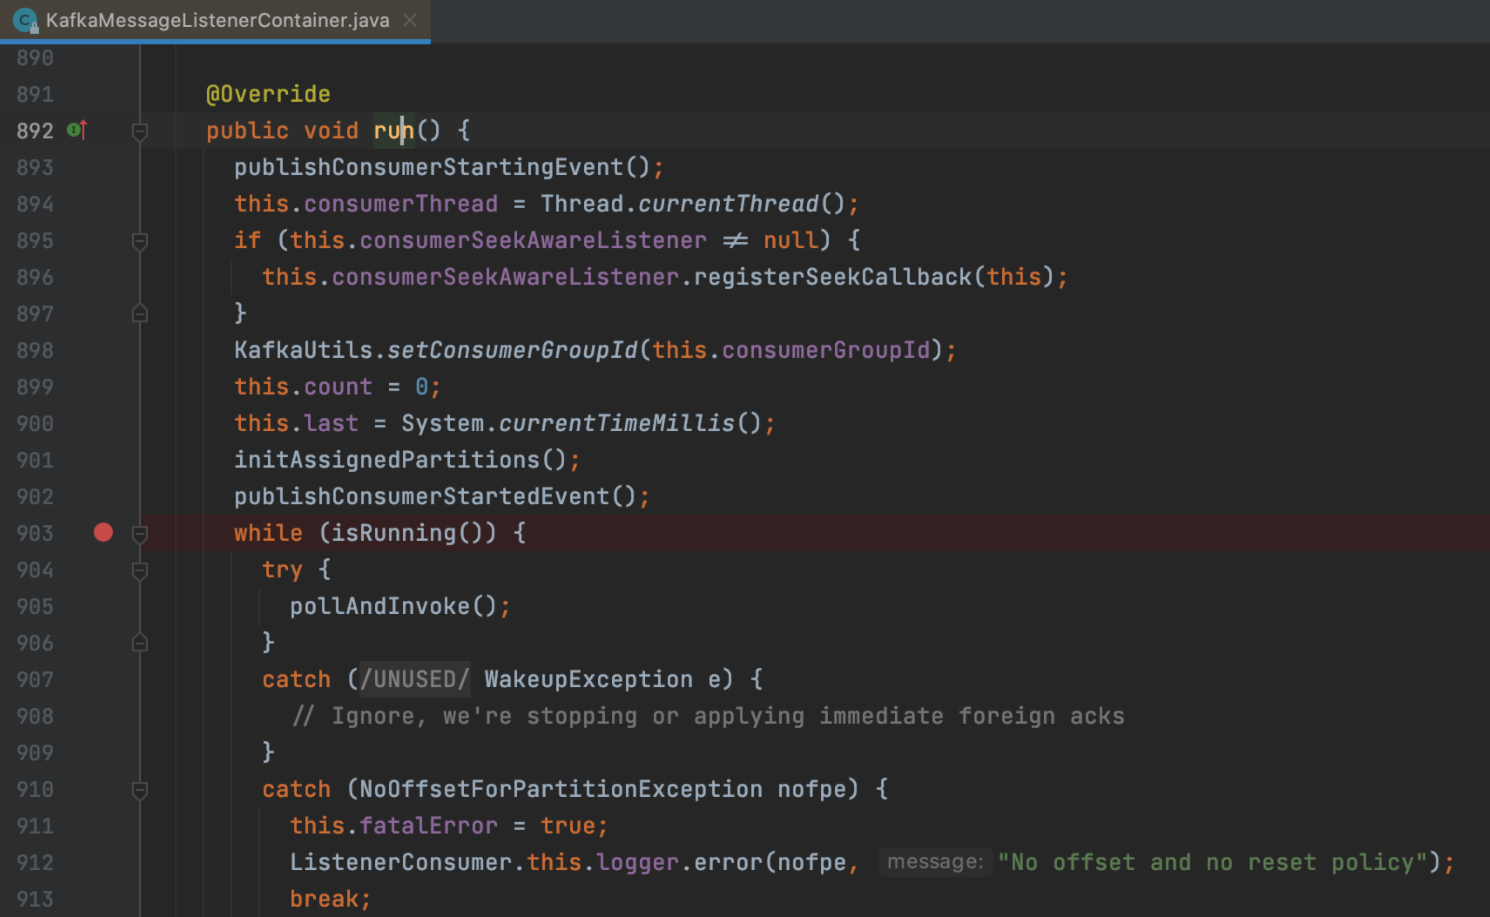 KafkaMessageListenerContainer.java
890
891 @Override
892 public void run() {
893 publishConsumerStartingEvent();
894 this.consumerThread = Thread.currentThread();
895 if (this.consumerSeekAwareListener ≠ null) {
896 this.consumerSeekAwareListener.registerSeekCallback(this);
897 }
898 KafkaUtils.setConsumerGroupId(this.consumerGroupId);
899 this.count = 0;
900 this.last = System.currentTimeMillis();
901 initAssignedPartitions();
902 publishConsumerStartedEvent();
903 while (isRunning()) {
904 try {
905 pollAndInvoke();
906 }
907 catch (/UNUSED/ WakeupException e) {
908 // Ignore, we're stopping or applying immediate foreign acks
909 }
910 catch (NoOffsetForPartitionException nofpe) {
911 this.fatalError = true;
912 ListenerConsumer.this.logger.error(nofpe, message: "No offset and no reset policy");
913 break;